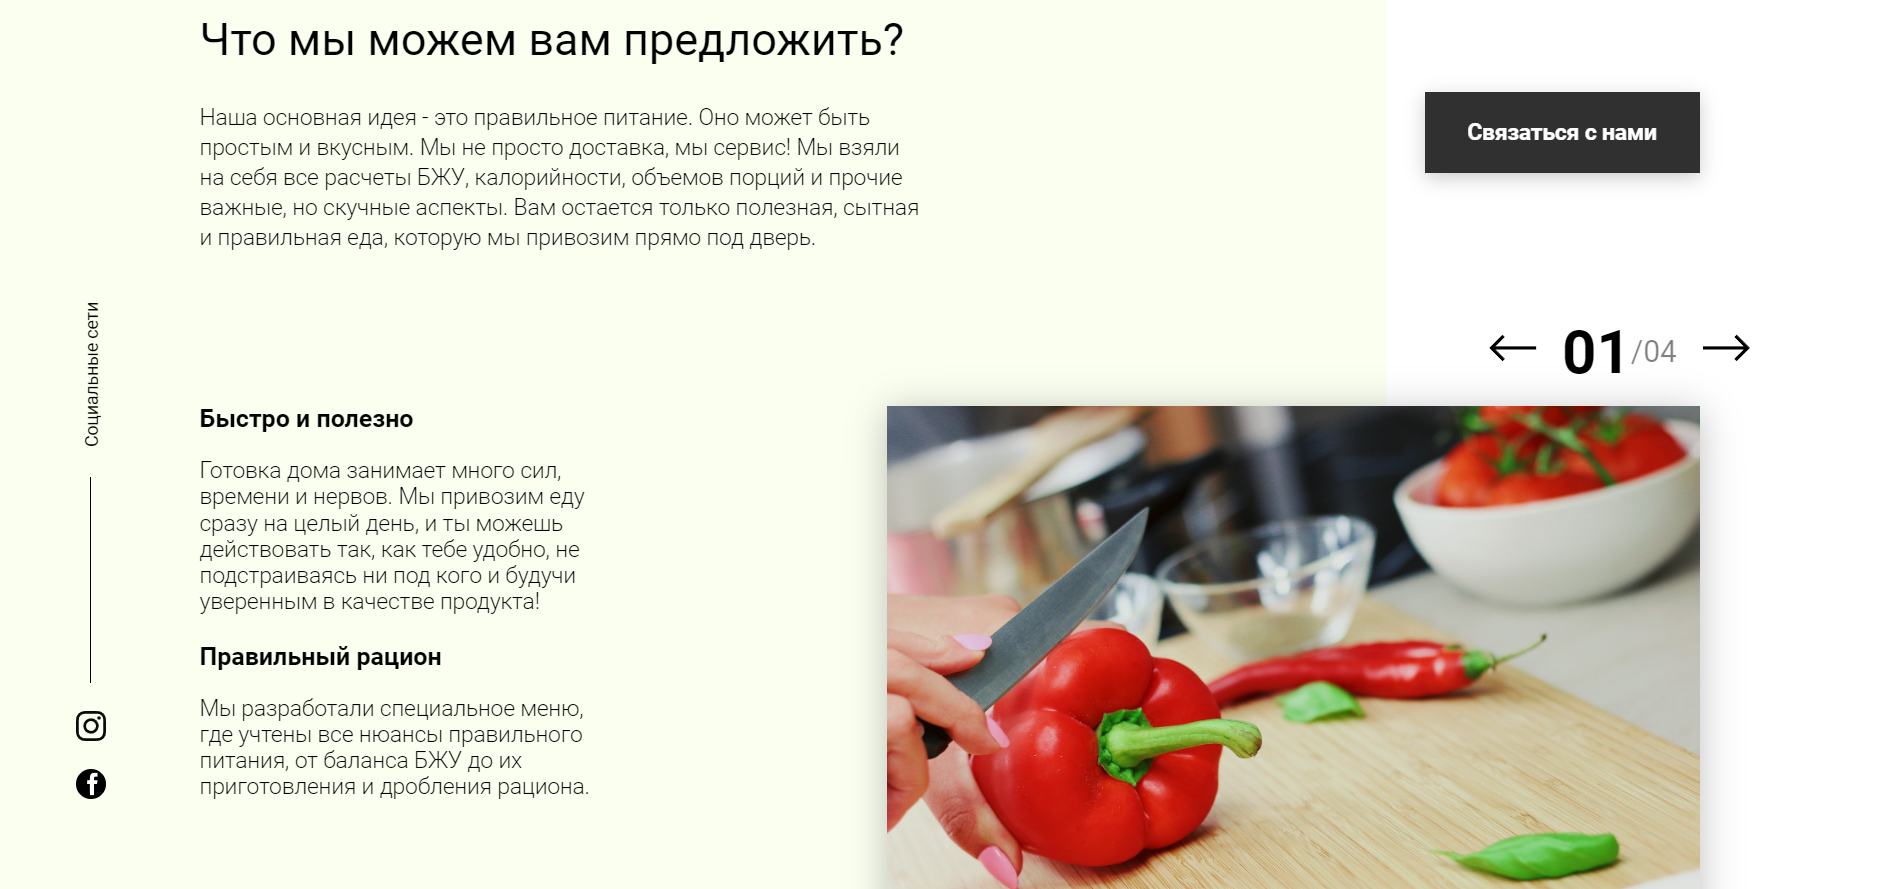 Что мы можем вам предложить?
Наша основная идея - это правильное питание. Оно может быть
простым и вкусным. Мы не просто доставка, мы сервис! Мы взяли
на себя все расчеты БЖУ, калорийности, объемов порций и прочие
важные, но скучные аспекты. Вам остается только полезная, сытная
и правильная еда, которую мы привозим прямо под дверь.
Связаться с нами
01/04
Социальные сети
Быстро и полезно
Готовка дома занимает много сил,
времени и нервов. Мы привозим еду
сразу на целый день, и ты можешь
действовать так, как тебе удобно, не
подстраиваясь ни под кого и будучи
уверенным в качестве продукта!
Правильный рацион
Мы разработали специальное меню,
где учтены все нюансы правильного
питания, от баланса БЖУ до их
приготовления и дробления рациона.